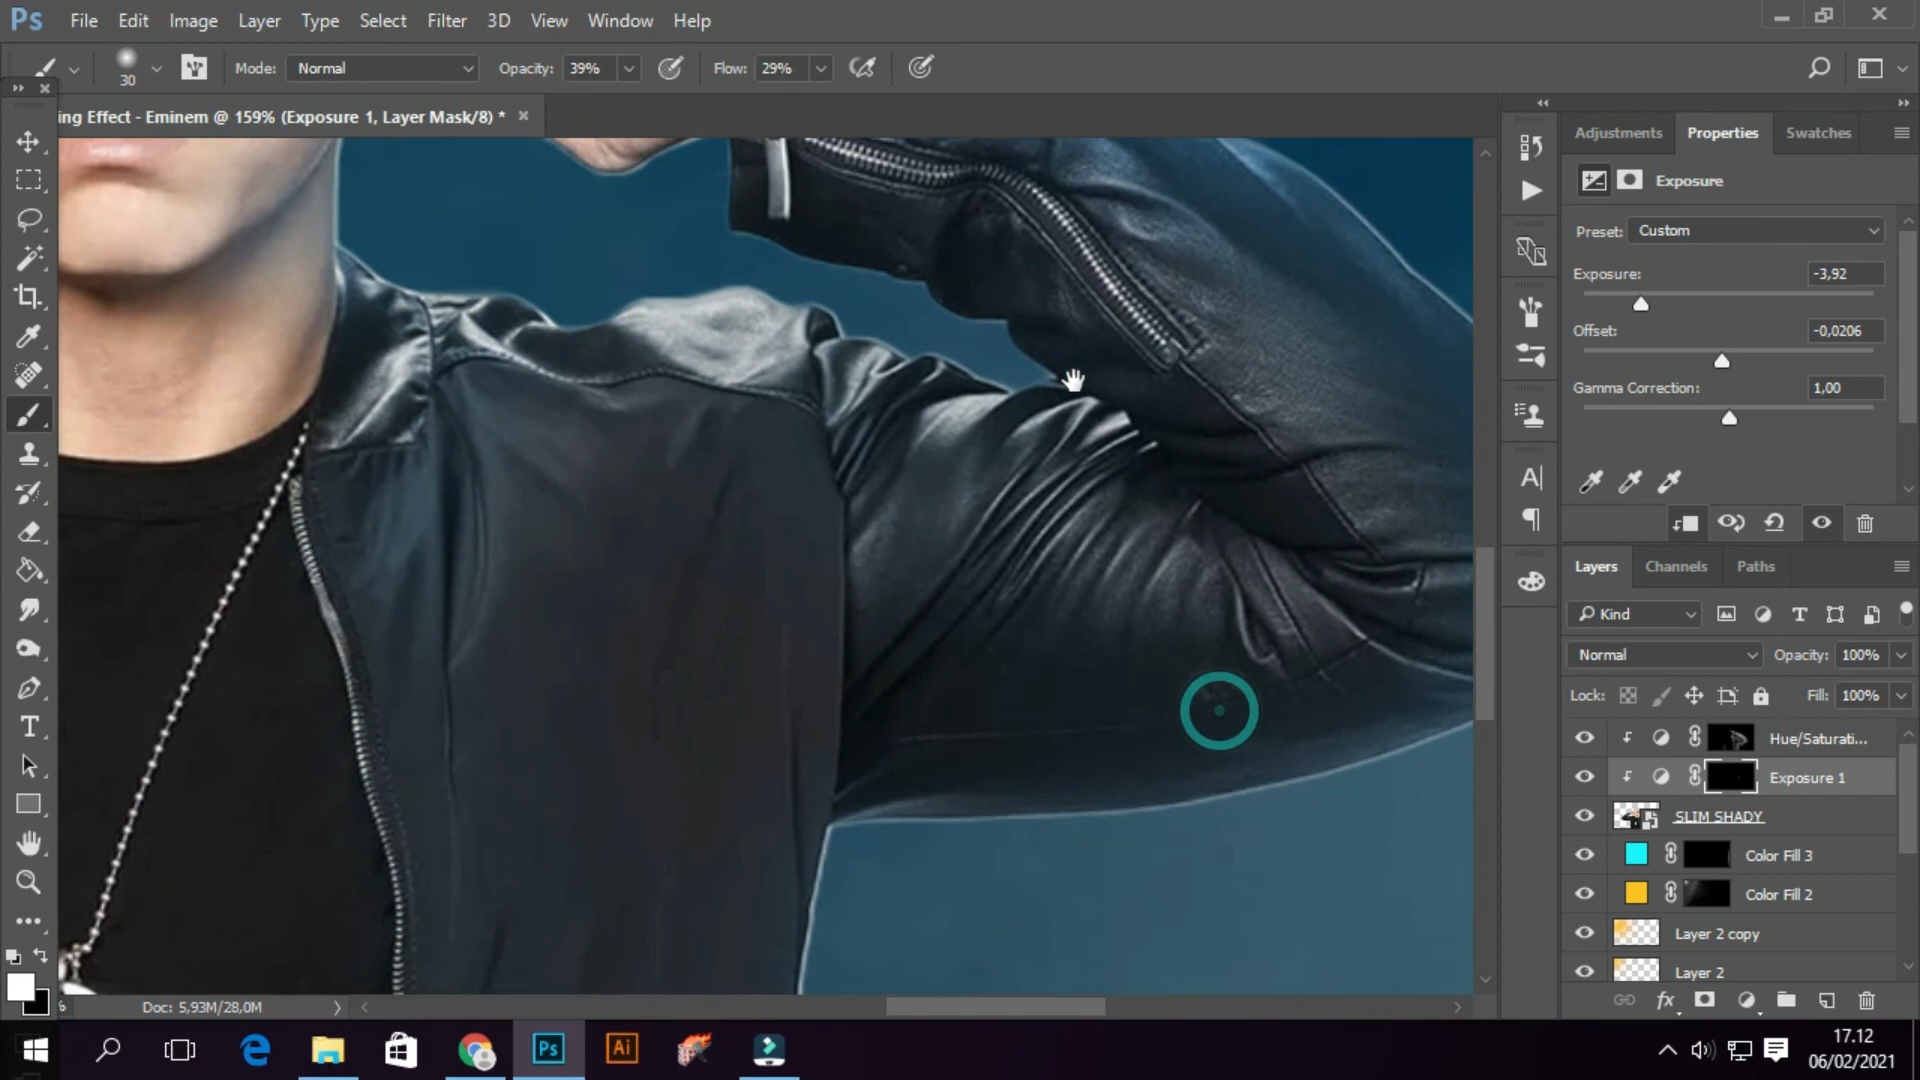 Ps File Edit Image Layer Type Select Filter 3D View Window Help
30 Mode: Normal Opacity: 39% Flow: 29%
ing Effect - Eminem @ 159% (Exposure 1, Layer Mask/8) *
Adjustments Properties Swatches
Exposure
Preset: Custom
Exposure: -3,92
Offset: -0,0206
Gamma Correction: 1,00
Layers Channels Paths
Kind
Normal Opacity: 100%
Lock: Fill: 100%
Hue/Saturati...
Exposure 1
SLIM SHADY
Color Fill 3
Color Fill 2
Layer 2 copy
Layer 2
fx
% Doc: 5,93M/28,0M
Ps Ai
17.12
06/02/2021